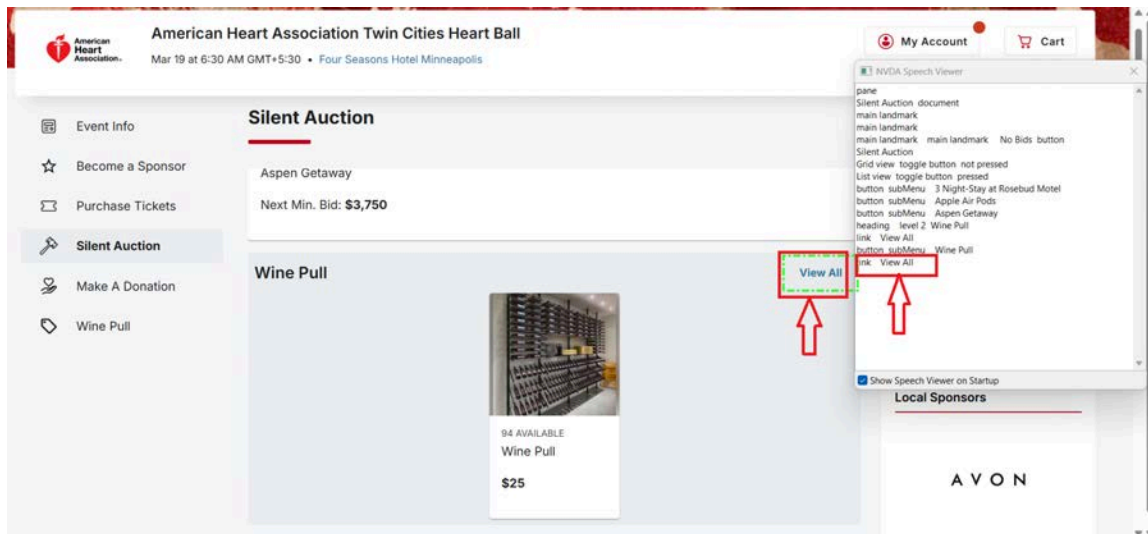 American
Heart
Association.
American Heart Association Twin Cities Heart Ball
Mar 19 at 6:30 AM GMT+5:30 • Four Seasons Hotel Minneapolis
My Account
Cart
Event Info
Become a Sponsor
Purchase Tickets
Silent Auction
Make A Donation
Wine Pull
Silent Auction
Aspen Getaway
Next Min. Bid: $3,750
Wine Pull
View All
94 AVAILABLE
Wine Pull
$25
NVDA Speech Viewer
pane
Silent Auction document
main landmark
main landmark
main landmark main landmark No Bids button
Silent Auction
Grid view toggle button not pressed
List view toggle button pressed
button subMenu 3 Night-Stay at Rosebud Motel
button subMenu Apple Air Pods
button subMenu Aspen Getaway
heading level 2 Wine Pull
link View All
button subMenu Wine Pull
link View All
Show Speech Viewer on Startup
Local Sponsors
AVON